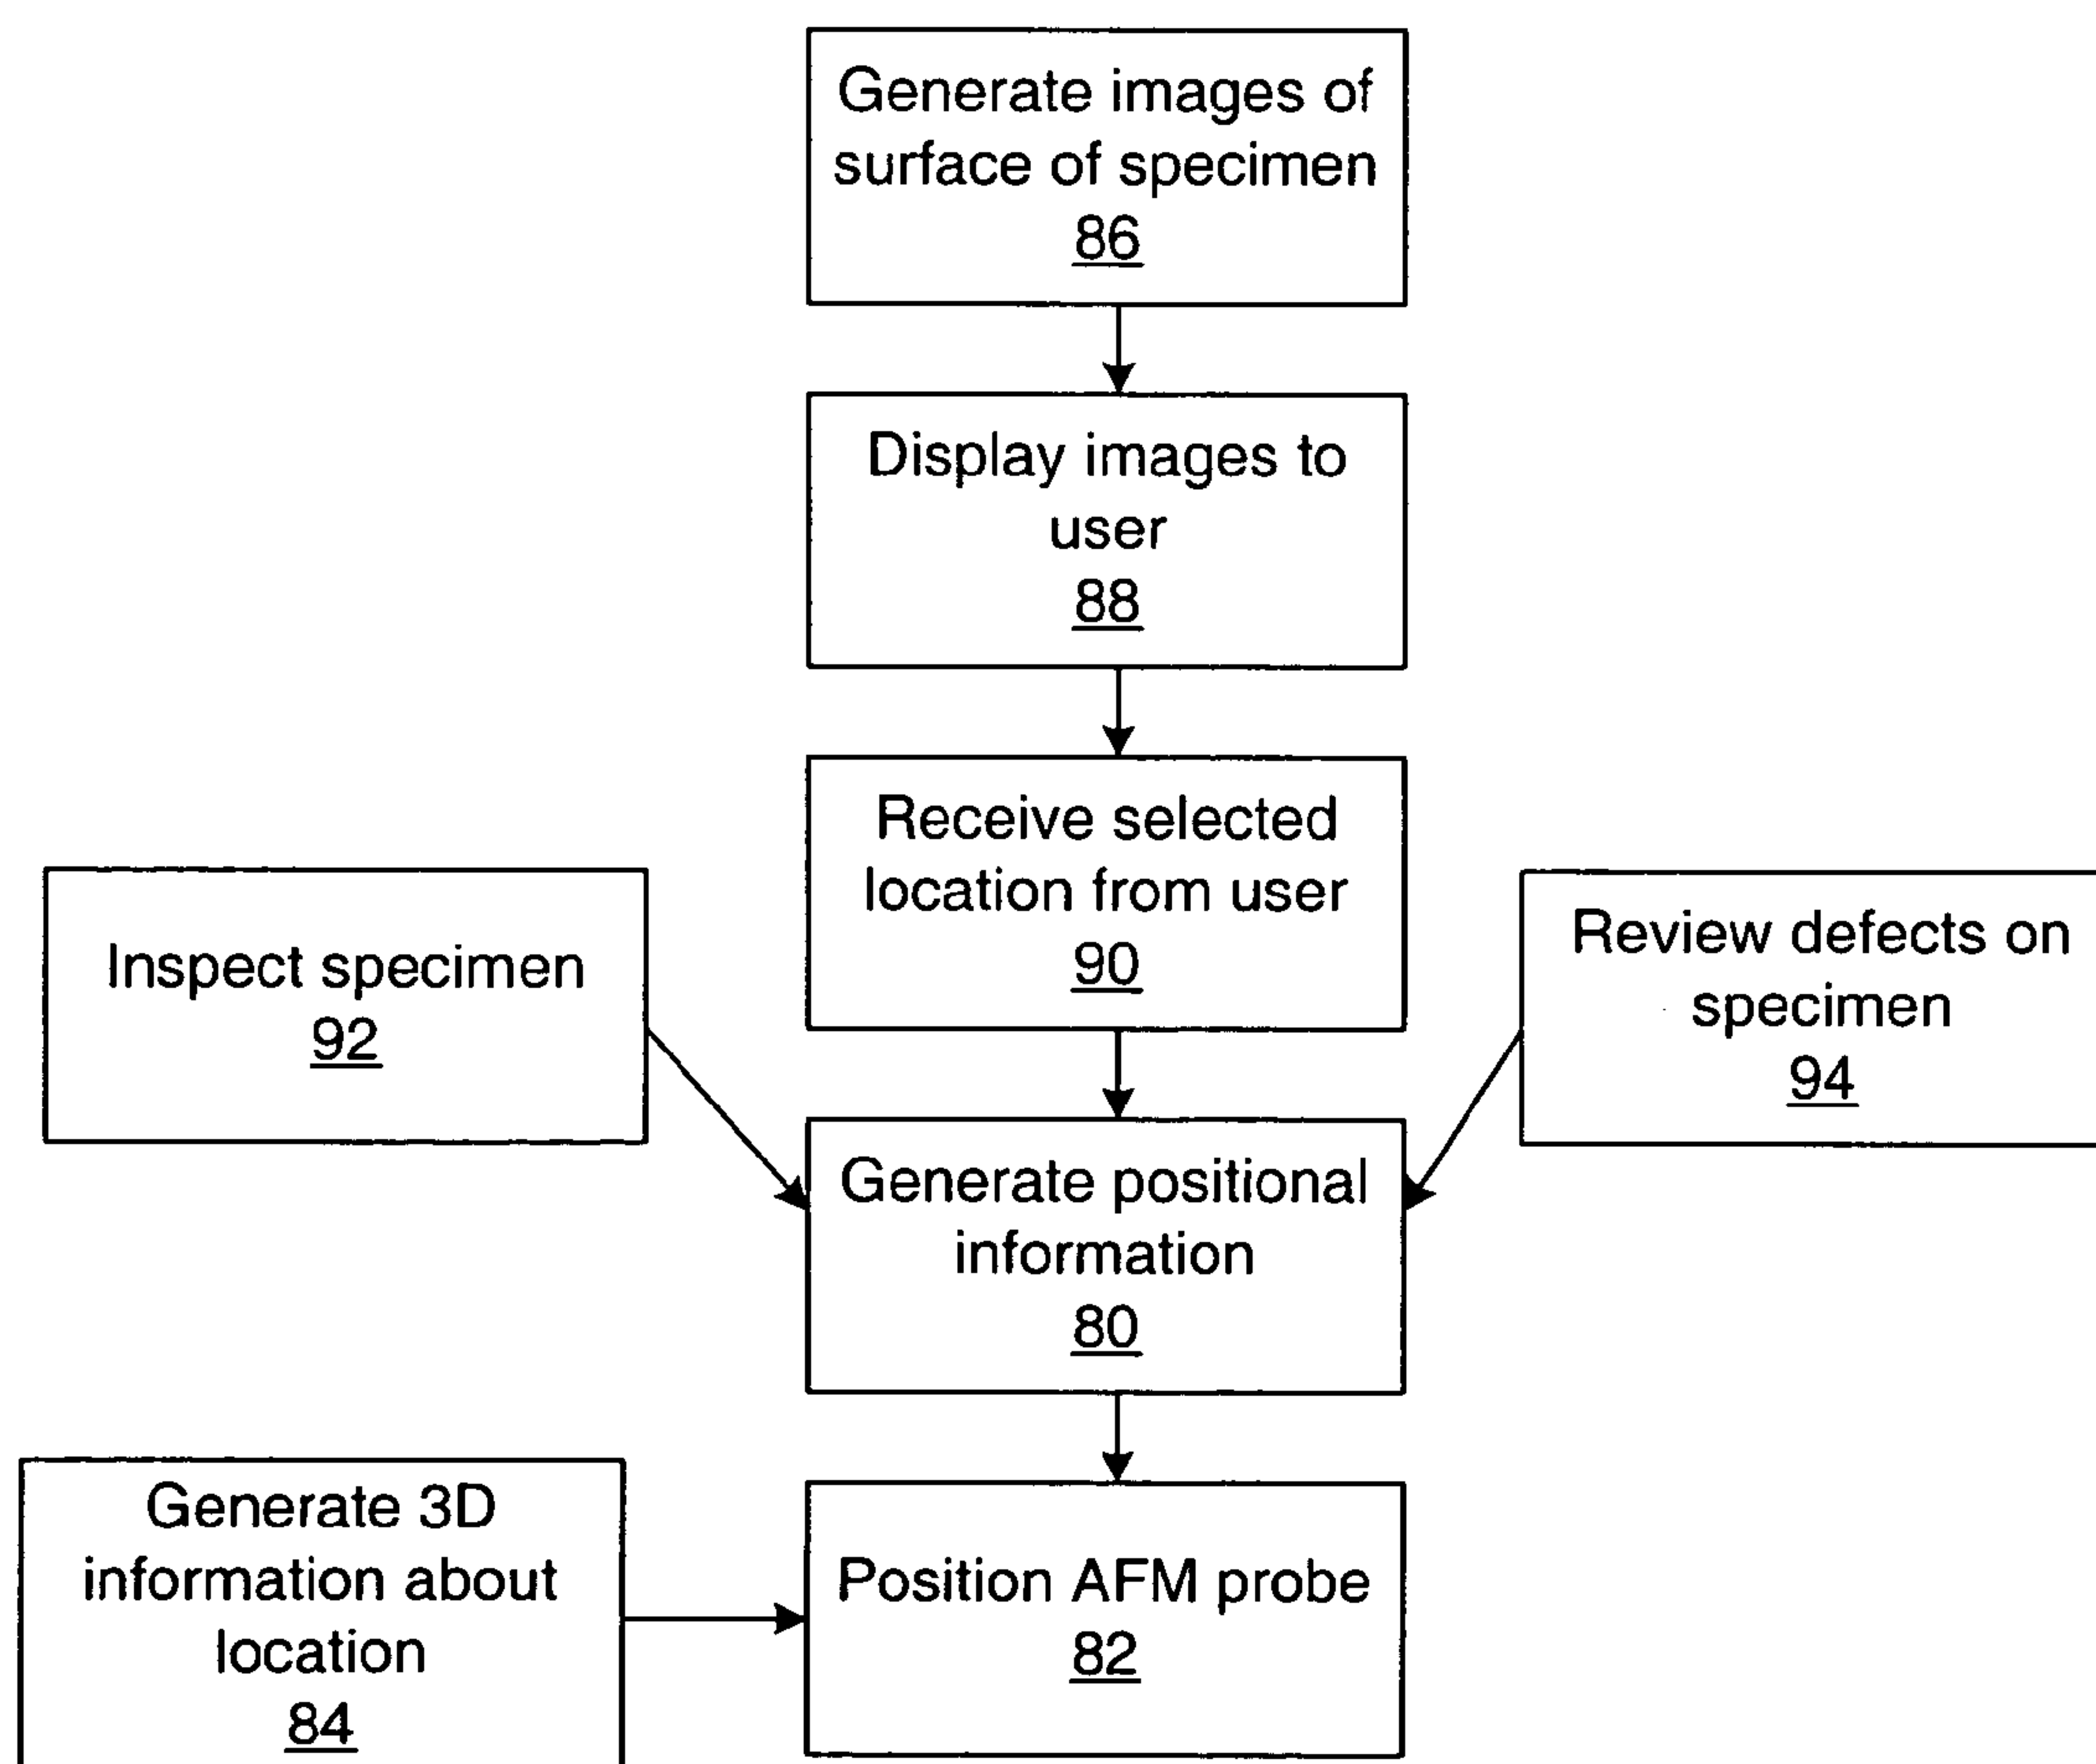 Generate images of
surface of specimen
86
Display images to
user
88
Receive selected
location from user
90
Inspect specimen
92
Review defects on
specimen
94
Generate positional
information
80
Generate 3D
information about
location
84
Position AFM probe
82